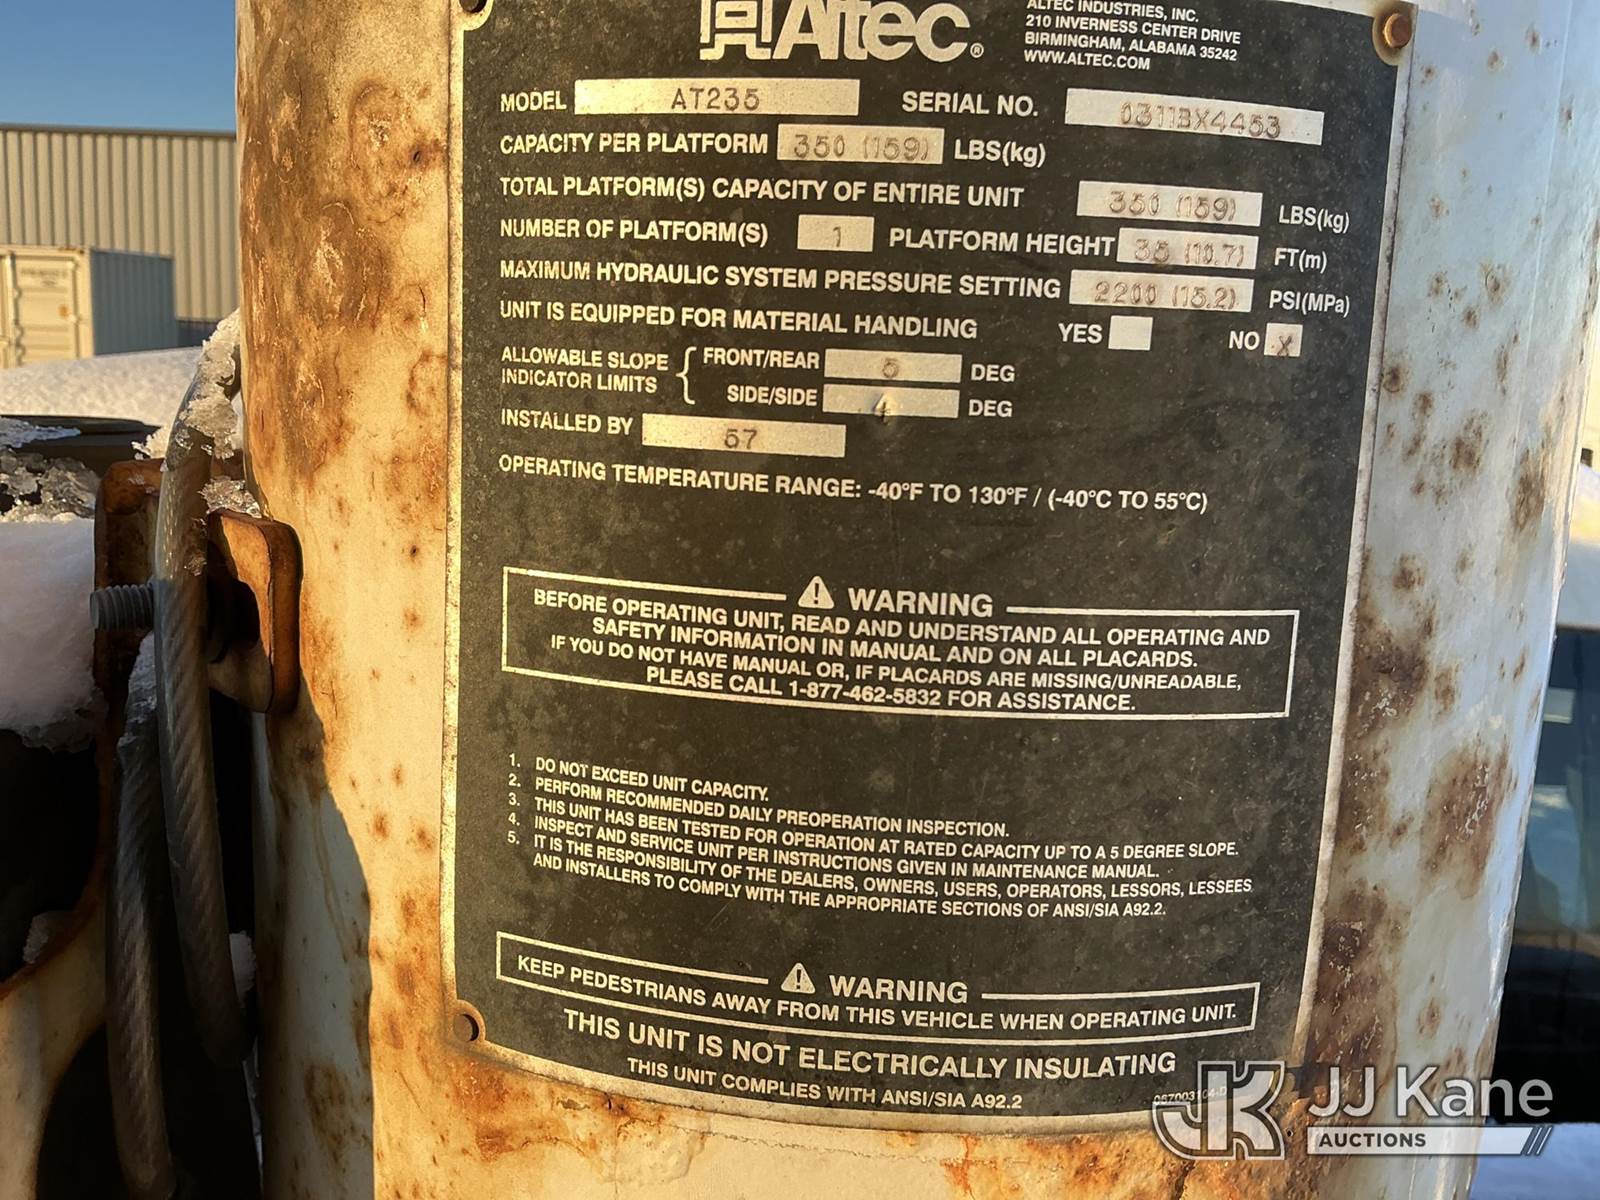 Altec®
ALTEC INDUSTRIES, INC.
210 INVERNESS CENTER DRIVE
BIRMINGHAM, ALABAMA 35242
WWW.ALTEC.COM
MODEL AT235 SERIAL NO. 0311BX4453
CAPACITY PER PLATFORM 350 (159) LBS(kg)
TOTAL PLATFORM(S) CAPACITY OF ENTIRE UNIT 350 (159) LBS(kg)
NUMBER OF PLATFORM(S) 1 PLATFORM HEIGHT 35 (10.7) FT(m)
MAXIMUM HYDRAULIC SYSTEM PRESSURE SETTING 2200 (15.2) PSI(MPa)
UNIT IS EQUIPPED FOR MATERIAL HANDLING YES NO X
ALLOWABLE SLOPE INDICATOR LIMITS { FRONT/REAR 5 DEG
SIDE/SIDE 4 DEG
INSTALLED BY 57
OPERATING TEMPERATURE RANGE: -40°F TO 130°F / (-40°C TO 55°C)
⚠ WARNING
BEFORE OPERATING UNIT, READ AND UNDERSTAND ALL OPERATING AND
SAFETY INFORMATION IN MANUAL AND ON ALL PLACARDS.
IF YOU DO NOT HAVE MANUAL OR, IF PLACARDS ARE MISSING/UNREADABLE,
PLEASE CALL 1-877-462-5832 FOR ASSISTANCE.
1. DO NOT EXCEED UNIT CAPACITY.
2. PERFORM RECOMMENDED DAILY PREOPERATION INSPECTION.
3. THIS UNIT HAS BEEN TESTED FOR OPERATION AT RATED CAPACITY UP TO A 5 DEGREE SLOPE.
4. INSPECT AND SERVICE UNIT PER INSTRUCTIONS GIVEN IN MAINTENANCE MANUAL.
5. IT IS THE RESPONSIBILITY OF THE DEALERS, OWNERS, USERS, OPERATORS, LESSORS, LESSEES
AND INSTALLERS TO COMPLY WITH THE APPROPRIATE SECTIONS OF ANSI/SIA A92.2.
⚠ WARNING
KEEP PEDESTRIANS AWAY FROM THIS VEHICLE WHEN OPERATING UNIT.
THIS UNIT IS NOT ELECTRICALLY INSULATING
THIS UNIT COMPLIES WITH ANSI/SIA A92.2
JK JJ Kane
AUCTIONS